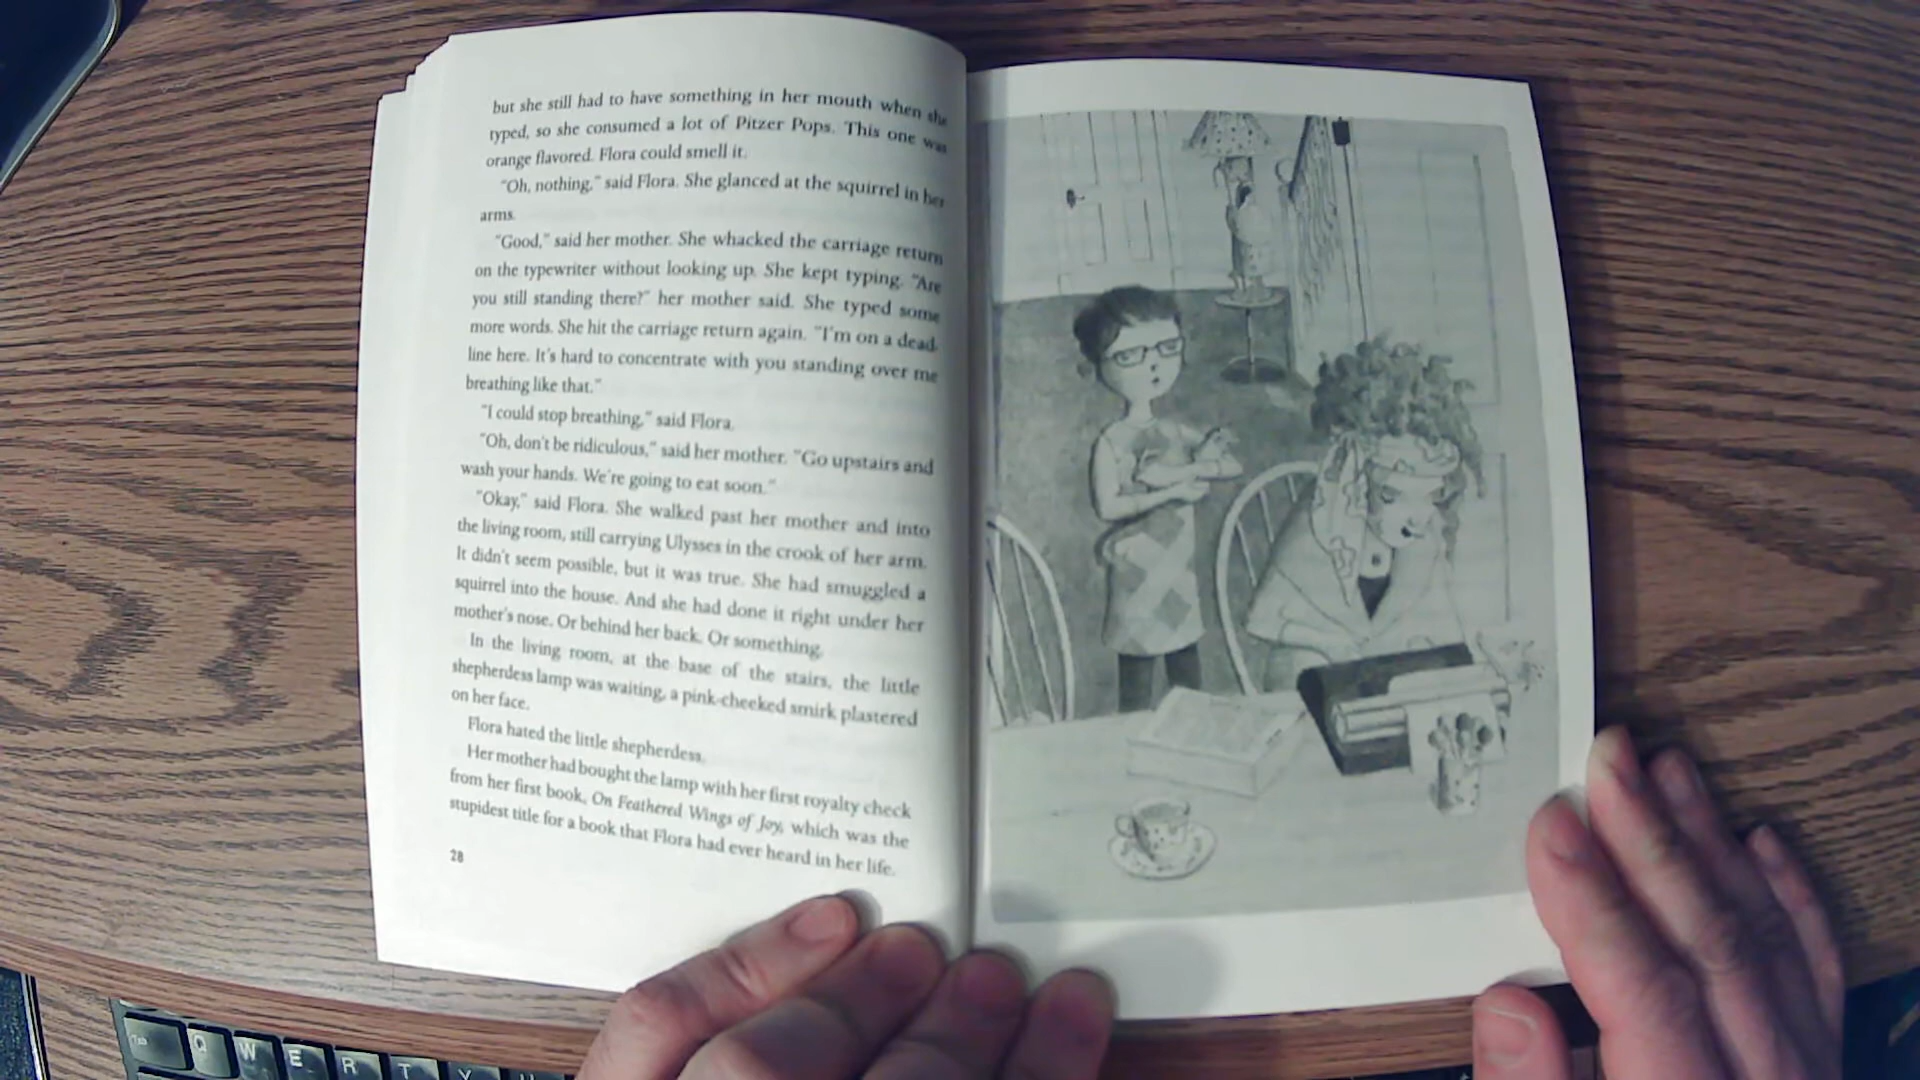 but she still had to have something in her mouth when she
typed, so she consumed a lot of Pitzer Pops. This one was
orange flavored. Flora could smell it.
“Oh, nothing,” said Flora. She glanced at the squirrel in her
arms.
“Good,” said her mother. She whacked the carriage return
on the typewriter without looking up. She kept typing. “Are
you still standing there?” her mother said. She typed some
more words. She hit the carriage return again. “I’m on a dead-
line here. It’s hard to concentrate with you standing over me
breathing like that.”
“I could stop breathing,” said Flora.
“Oh, don’t be ridiculous,” said her mother. “Go upstairs and
wash your hands. We’re going to eat soon.”
“Okay,” said Flora. She walked past her mother and into
the living room, still carrying Ulysses in the crook of her arm.
It didn’t seem possible, but it was true. She had smuggled a
squirrel into the house. And she had done it right under her
mother’s nose. Or behind her back. Or something.
In the living room, at the base of the stairs, the little
shepherdess lamp was waiting, a pink-cheeked smirk plastered
on her face.
Flora hated the little shepherdess.
Her mother had bought the lamp with her first royalty check
from her first book, On Feathered Wings of Joy, which was the
stupidest title for a book that Flora had ever heard in her life.
28
Q W E R T Y